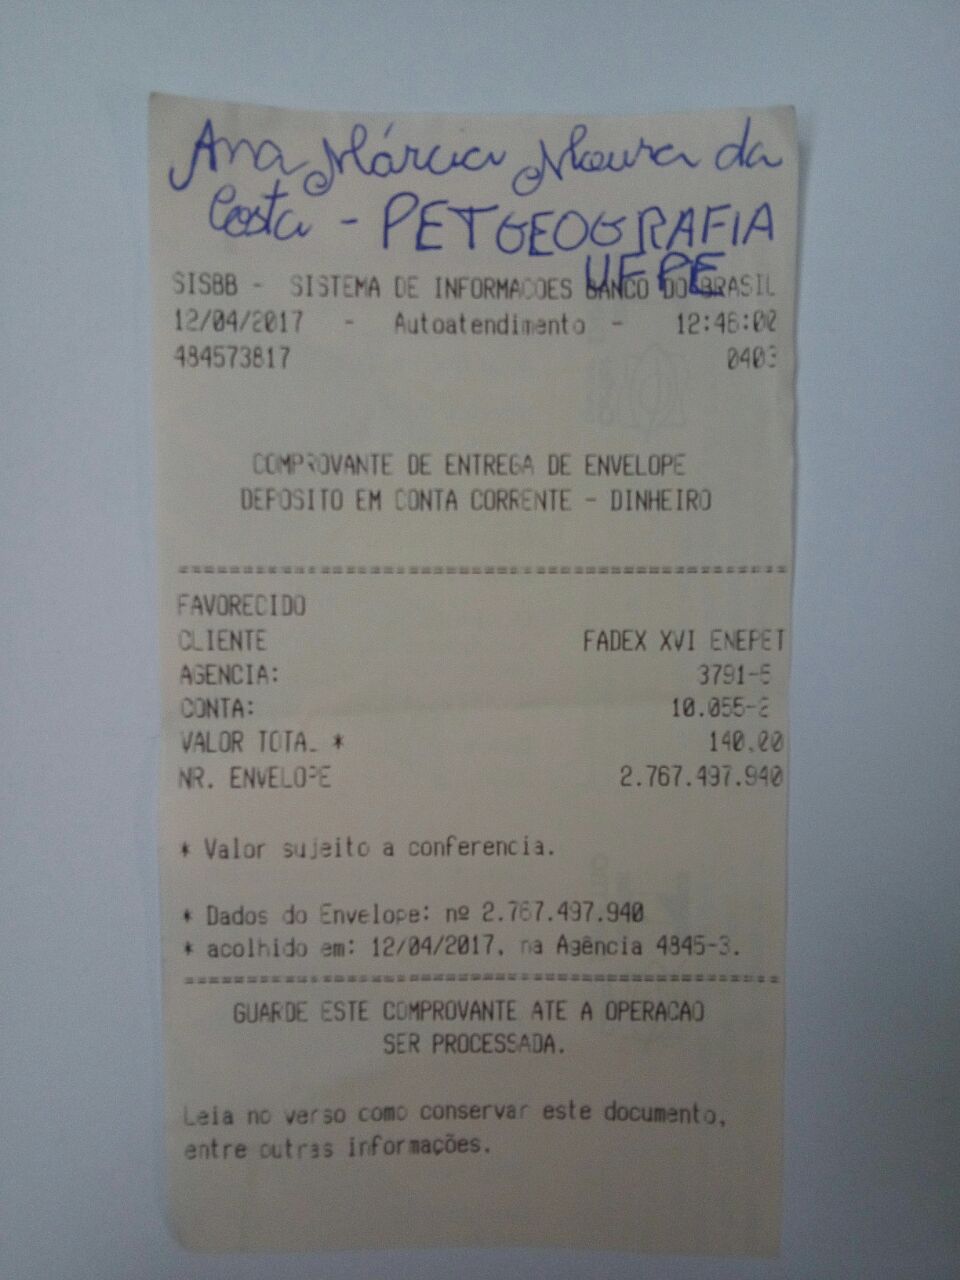 Ana Márcia Moura da
Costa - PETGEOGRAFIA
UFPE
SISBB - SISTEMA DE INFORMACOES BANCO DO BRASIL
12/04/2017 - Autoatendimento - 12:46:00
484573817 0403
COMPROVANTE DE ENTREGA DE ENVELOPE
DEPOSITO EM CONTA CORRENTE - DINHEIRO
FAVORECIDO
CLIENTE FADEX XVI ENEPET
AGENCIA: 3791-5
CONTA: 10.055-2
VALOR TOTAL * 140,00
NR. ENVELOPE 2.767.497.940
* Valor sujeito a conferencia.
* Dados do Envelope: nº 2.767.497.940
* acolhido em: 12/04/2017, na Agência 4845-3.
GUARDE ESTE COMPROVANTE ATE A OPERACAO
SER PROCESSADA.
Leia no verso como conservar este documento,
entre outras informações.